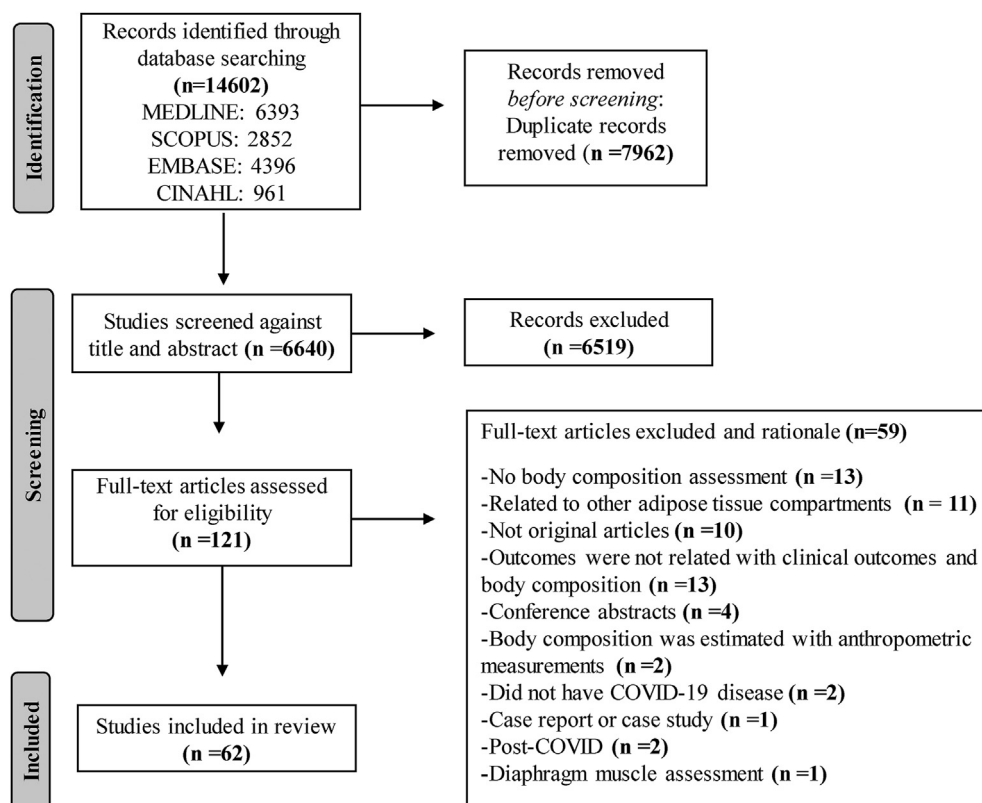 Identification
Records identified through
database searching
(n=14602)
MEDLINE: 6393
SCOPUS: 2852
EMBASE: 4396
CINAHL: 961
Records removed
before screening:
Duplicate records
removed (n =7962)
Screening
Studies screened against
title and abstract (n =6640)
Records excluded
(n =6519)
Full-text articles assessed
for eligibility
(n =121)
Full-text articles excluded and rationale (n=59)
-No body composition assessment (n =13)
-Related to other adipose tissue compartments (n = 11)
-Not original articles (n =10)
-Outcomes were not related with clinical outcomes and
body composition (n =13)
-Conference abstracts (n =4)
-Body composition was estimated with anthropometric
measurements (n =2)
-Did not have COVID-19 disease (n =2)
-Case report or case study (n =1)
-Post-COVID (n =2)
-Diaphragm muscle assessment (n =1)
Included
Studies included in review
(n =62)